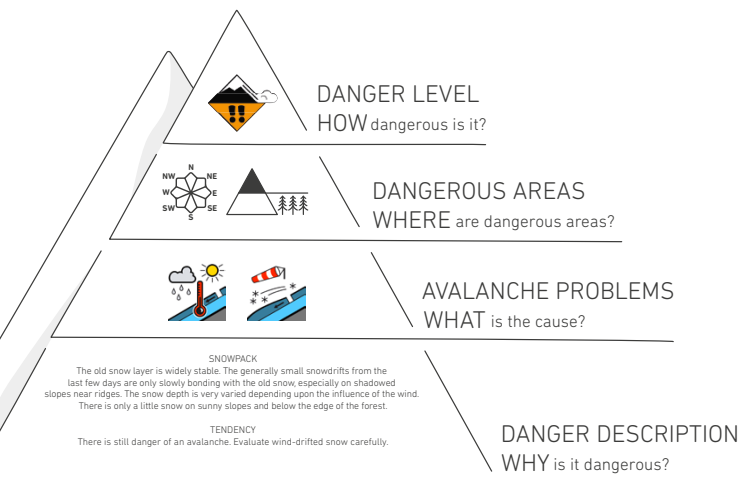 DANGER LEVEL
HOW dangerous is it?
N
NW NE
W E
SW SE
S
DANGEROUS AREAS
WHERE are dangerous areas?
AVALANCHE PROBLEMS
WHAT is the cause?
SNOWPACK
The old snow layer is widely stable. The generally small snowdrifts from the
last few days are only slowly bonding with the old snow, especially on shadowed
slopes near ridges. The snow depth is very varied depending upon the influence of the wind.
There is only a little snow on sunny slopes and below the edge of the forest.
TENDENCY
There is still danger of an avalanche. Evaluate wind-drifted snow carefully.
DANGER DESCRIPTION
WHY is it dangerous?